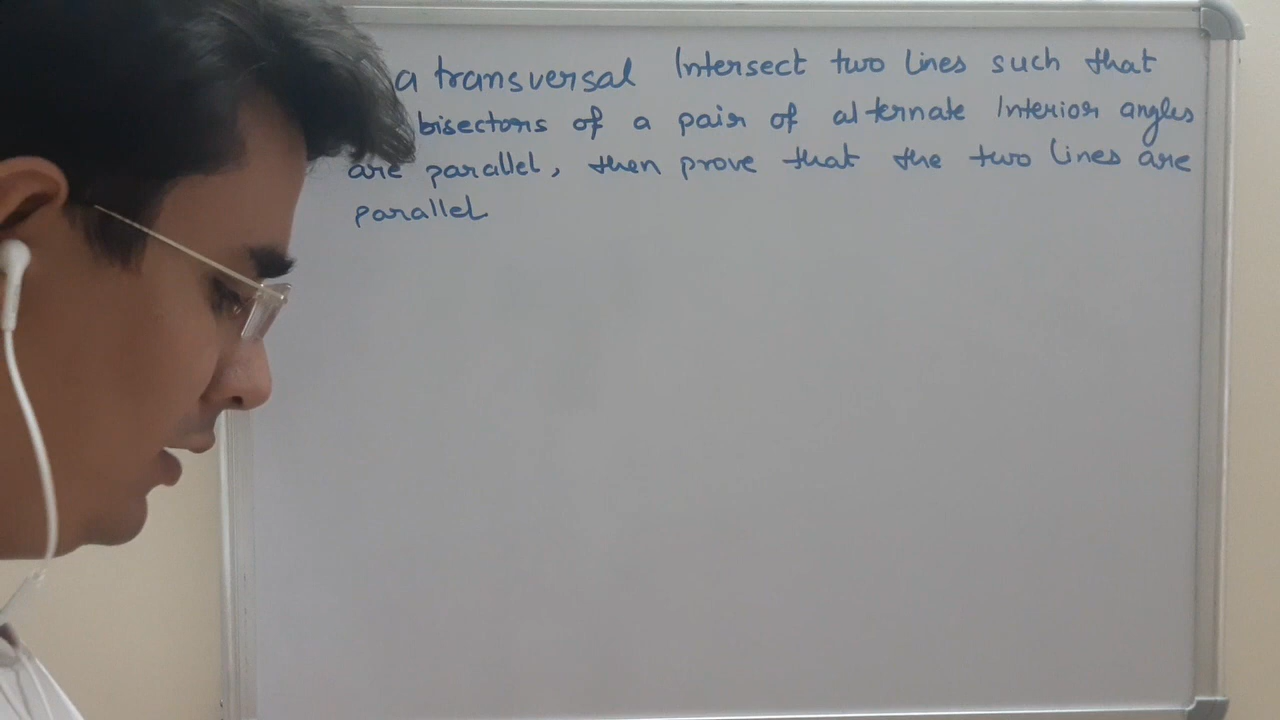 a transversal Intersect two lines such that
bisectors of a pair of alternate Interior angles
are parallel, then prove that the two lines are
parallel